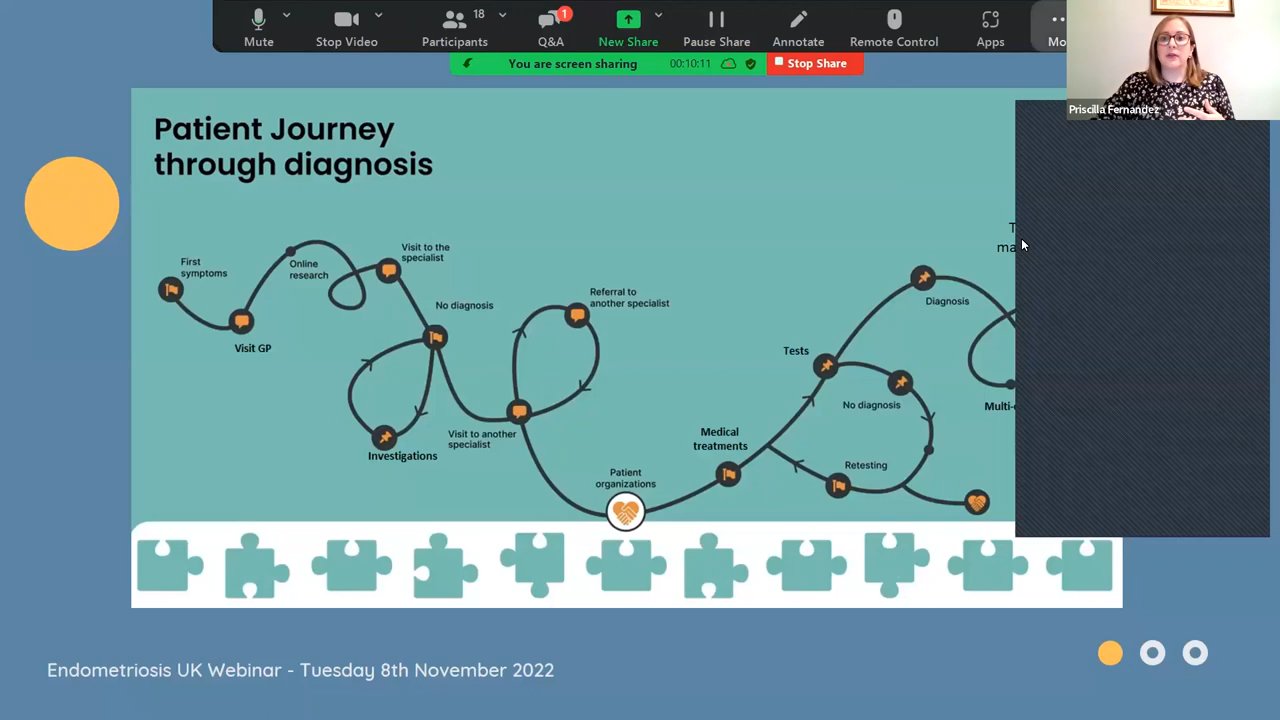 Mute
Stop Video
Participants
18
Q&A
1
New Share
Pause Share
Annotate
Remote Control
Apps
You are screen sharing
00:10:11
Stop Share
Priscilla Fernandez
Patient Journey
through diagnosis
First
symptoms
Visit GP
Online
research
Visit to the
specialist
No diagnosis
Investigations
Visit to another
specialist
Referral to
another specialist
Patient
organizations
Medical
treatments
Tests
No diagnosis
Retesting
Diagnosis
Endometriosis UK Webinar - Tuesday 8th November 2022